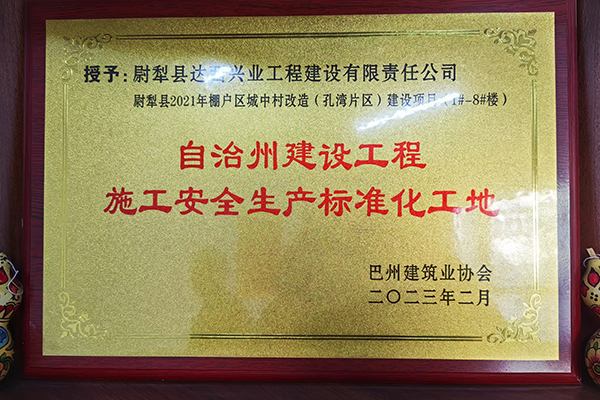 授予：尉犁县达西兴业工程建设有限责任公司
尉犁县2021年棚户区城中村改造（孔湾片区）建设项目（1#-8#楼）
自治州建设工程
施工安全生产标准化工地
巴州建筑业协会
二〇二三年二月